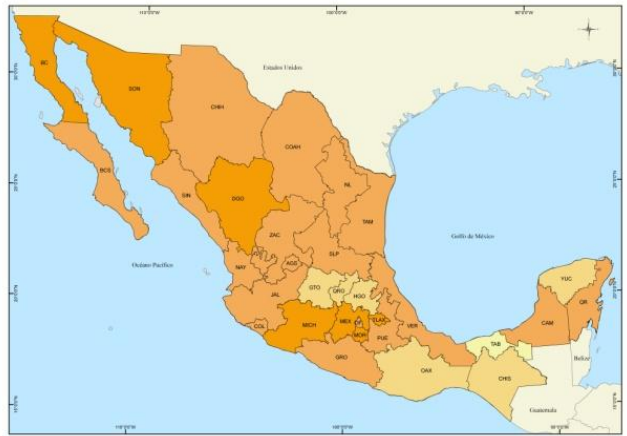 Estados Unidos
BC
SON
CHIH
COAH
BCS
SIN
DGO
NL
TAM
ZAC
Golfo de México
Océano Pacífico
NAY
AGS
SLP
JAL
GTO
QRO
HGO
YUC
QR
CAM
COL
MICH
MEX
DF
TLAX
MOR
PUE
VER
TAB
Belize
GRO
OAX
CHIS
Guatemala